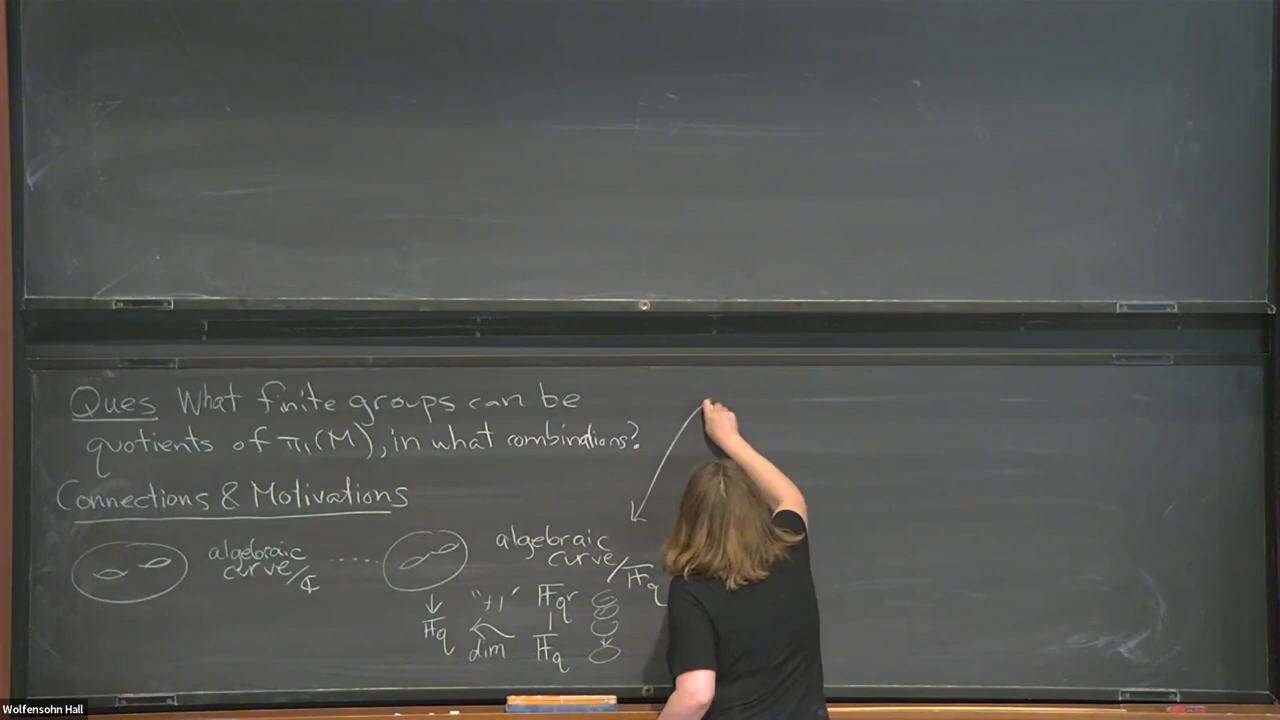 Ques What finite groups can be
quotients of π₁(M), in what combinations?
Connections & Motivations
algebraic curve/ℂ
algebraic curve/𝔽q
"+1" dim
𝔽q
𝔽qʳ
𝔽q
Wolfensohn Hall